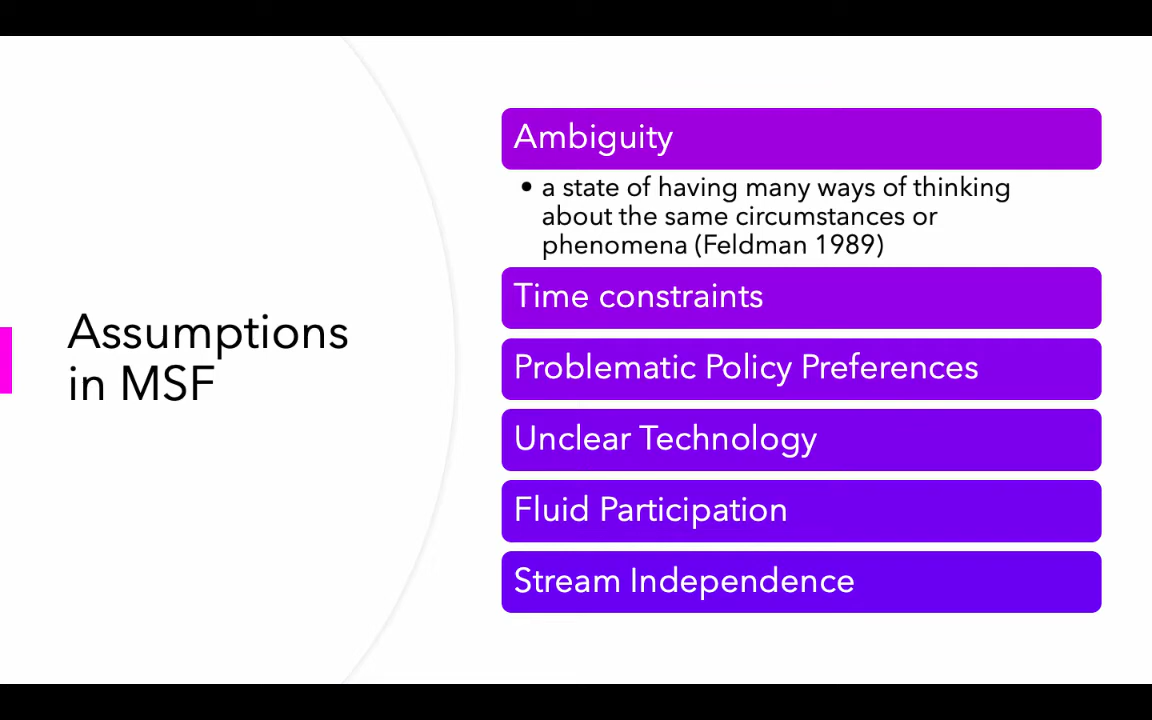 Assumptions
in MSF
Ambiguity
• a state of having many ways of thinking
about the same circumstances or
phenomena (Feldman 1989)
Time constraints
Problematic Policy Preferences
Unclear Technology
Fluid Participation
Stream Independence